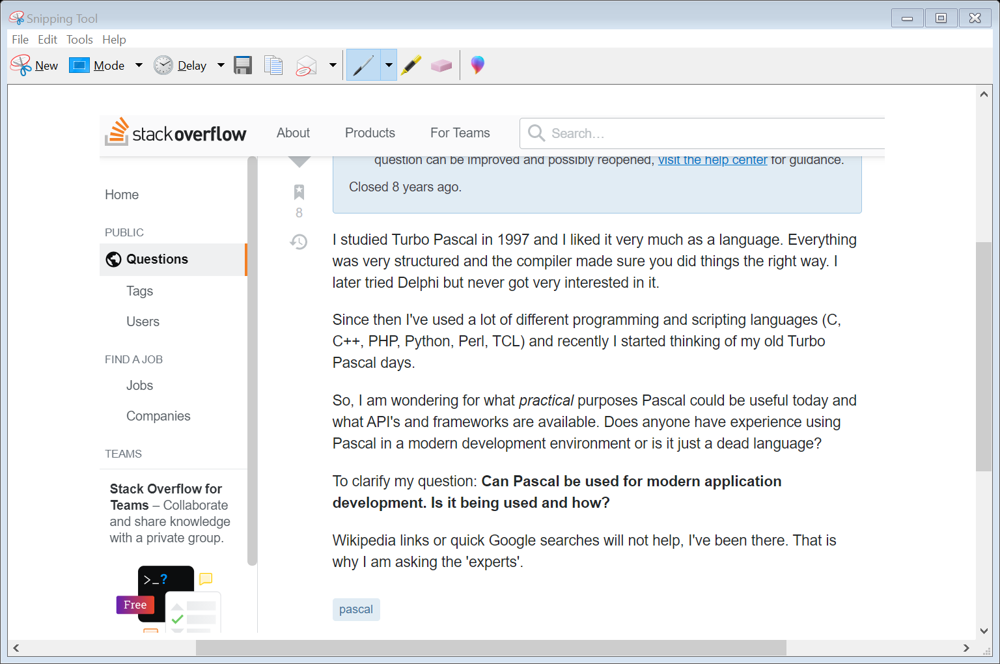 Snipping Tool
File Edit Tools Help
New Mode Delay
stackoverflow About Products For Teams Search...
question can be improved and possibly reopened, visit the help center for guidance.
Closed 8 years ago.
8
Home
PUBLIC
Questions
Tags
Users
FIND A JOB
Jobs
Companies
TEAMS
Stack Overflow for
Teams – Collaborate
and share knowledge
with a private group.
>_?
Free
I studied Turbo Pascal in 1997 and I liked it very much as a language. Everything
was very structured and the compiler made sure you did things the right way. I
later tried Delphi but never got very interested in it.
Since then I've used a lot of different programming and scripting languages (C,
C++, PHP, Python, Perl, TCL) and recently I started thinking of my old Turbo
Pascal days.
So, I am wondering for what practical purposes Pascal could be useful today and
what API's and frameworks are available. Does anyone have experience using
Pascal in a modern development environment or is it just a dead language?
To clarify my question: Can Pascal be used for modern application
development. Is it being used and how?
Wikipedia links or quick Google searches will not help, I've been there. That is
why I am asking the 'experts'.
pascal